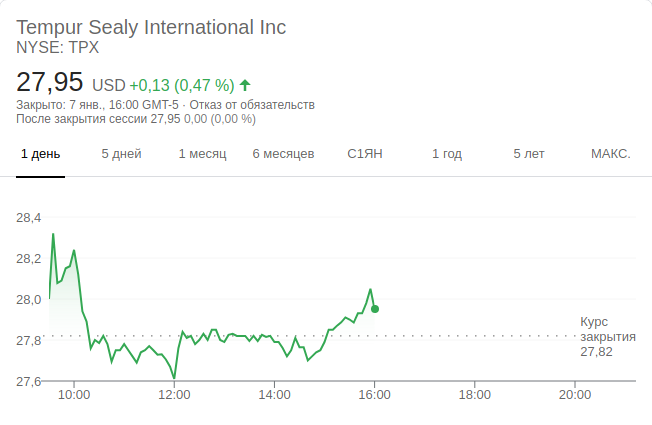 Tempur Sealy International Inc
NYSE: TPX
27,95 USD +0,13 (0,47 %)
Закрыто: 7 янв., 16:00 GMT-5 · Отказ от обязательств
После закрытия сессии 27,95 0,00 (0,00 %)
1 день 5 дней 1 месяц 6 месяцев С1ЯН 1 год 5 лет МАКС.
28,4
28,2
28,0
27,8
27,6
Курс
закрытия
27,82
10:00 12:00 14:00 16:00 18:00 20:00